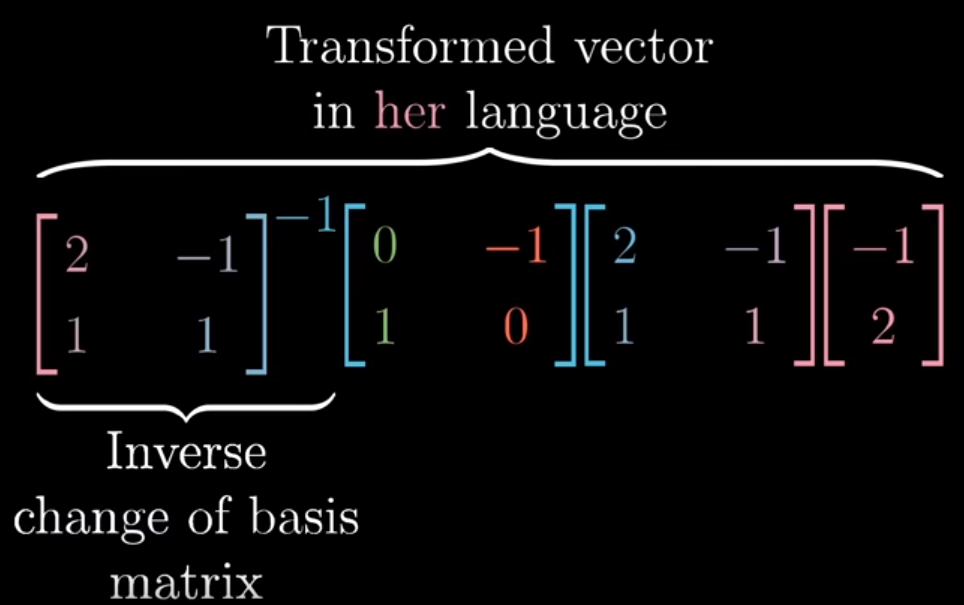 Transformed vector
in her language
[2 −1]⁻¹ [0 −1] [2 −1] [−1]
[1 1] [1 0] [1 1] [2]
Inverse
change of basis
matrix